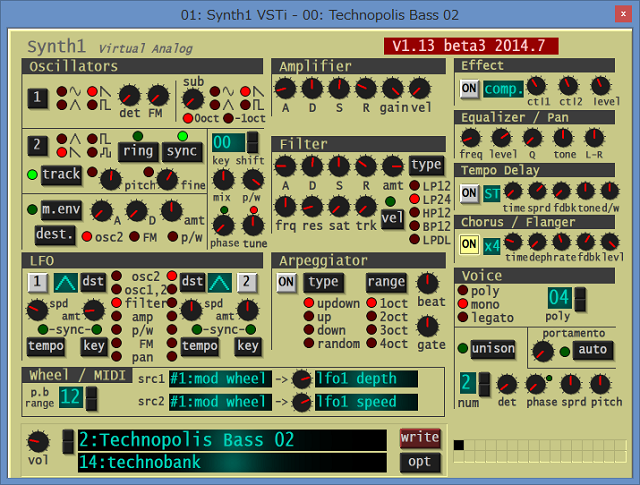 01: Synth1 VSTi - 00: Technopolis Bass 02
x
Synth1 Virtual Analog
V1.13 beta3 2014.7
Oscillators
1
det FM
sub
0oct -1oct
2
ring sync
track
pitch fine
00
key shift
mix p/w
phase tune
m.env
A D amt
dest.
osc2 FM p/w
Amplifier
A D S R gain vel
Filter
A D S R amt
type
frq res sat trk
vel
LP12
LP24
HP12
BP12
LPDL
LFO
1 dst
spd
amt
sync
tempo key
osc2
osc1,2
filter
amp
p/w
FM
pan
dst 2
spd
amt
sync
tempo key
Arpeggiator
ON type range
updown
up
down
random
1oct
2oct
3oct
4oct
beat
gate
Wheel / MIDI
p.b
range
12
src1 #1:mod wheel -> lfo1 depth
src2 #1:mod wheel -> lfo1 speed
vol
2:Technopolis Bass 02
14:technobank
write
opt
Effect
ON comp.
ctl1 ctl2 level
Equalizer / Pan
freq level Q tone L-R
Tempo Delay
ON ST
time sprd fdbk toned/w
Chorus / Flanger
ON x4
time deph rate fdbk levl
Voice
poly
mono
legato
04
poly
unison
portamento
auto
2
num
det phase sprd pitch